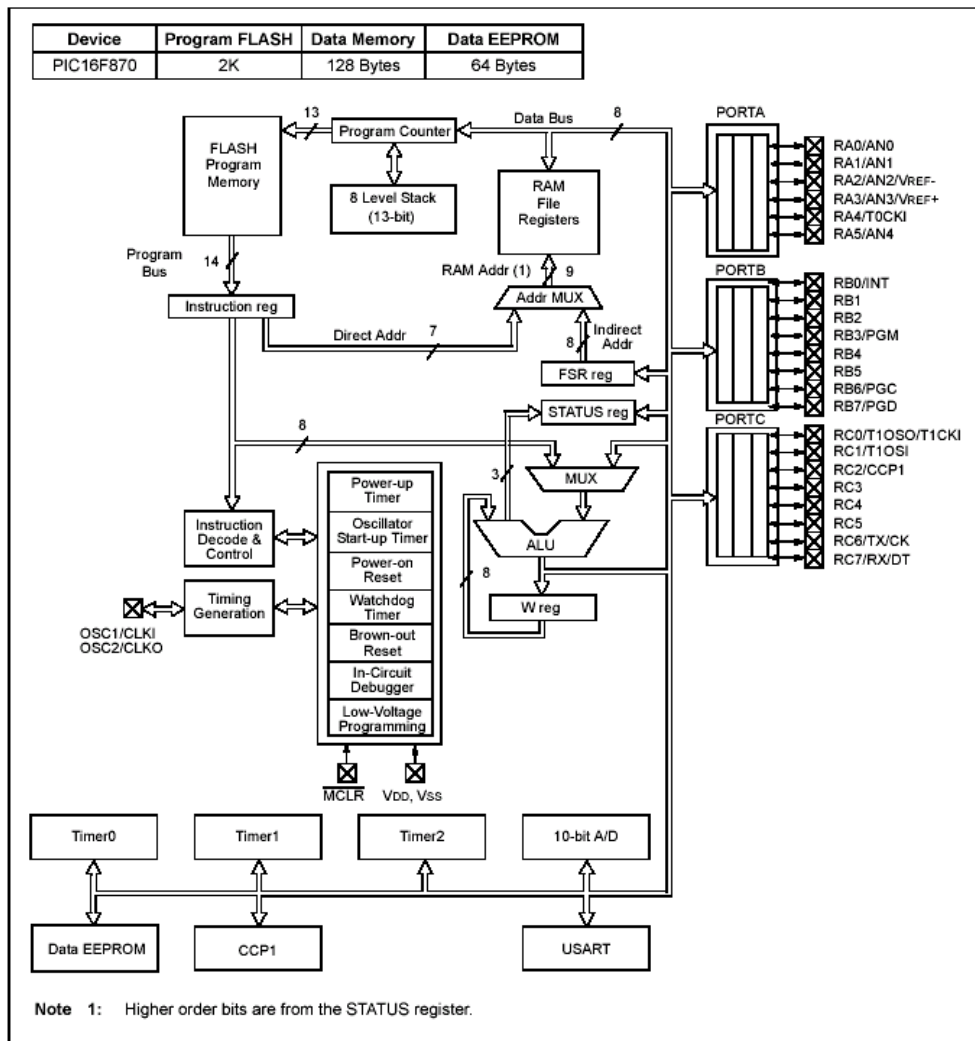 Device Program FLASH Data Memory Data EEPROM
PIC16F870 2K 128 Bytes 64 Bytes
13
Program Counter
Data Bus
8
PORTA
FLASH
Program
Memory
8 Level Stack
(13-bit)
RAM
File
Registers
RA0/AN0
RA1/AN1
RA2/AN2/VREF-
RA3/AN3/VREF+
RA4/T0CKI
RA5/AN4
Program
Bus
14
RAM Addr (1)
9
PORTB
Instruction reg
Addr MUX
Direct Addr
7
8
Indirect
Addr
FSR reg
RB0/INT
RB1
RB2
RB3/PGM
RB4
RB5
RB6/PGC
RB7/PGD
STATUS reg
PORTC
8
3
MUX
RC0/T1OSO/T1CKI
RC1/T1OSI
RC2/CCP1
RC3
RC4
RC5
RC6/TX/CK
RC7/RX/DT
Power-up
Timer
Instruction
Decode &
Control
Oscillator
Start-up Timer
ALU
Power-on
Reset
8
Timing
Generation
Watchdog
Timer
W reg
OSC1/CLKI
OSC2/CLKO
Brown-out
Reset
In-Circuit
Debugger
Low-Voltage
Programming
MCLR
VDD, VSS
Timer0
Timer1
Timer2
10-bit A/D
Data EEPROM
CCP1
USART
Note 1: Higher order bits are from the STATUS register.